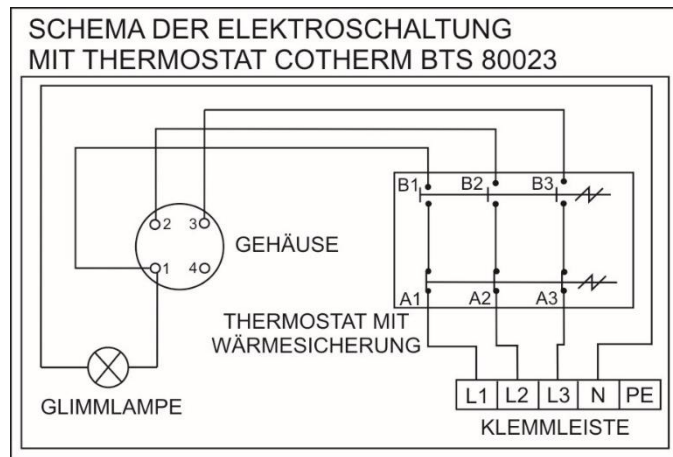 SCHEMA DER ELEKTROSCHALTUNG
MIT THERMOSTAT COTHERM BTS 80023
B1 B2 B3
2 3
GEHÄUSE
1 4
A1 A2 A3
THERMOSTAT MIT
WÄRMESICHERUNG
L1 L2 L3 N PE
GLIMMLAMPE
KLEMMLEISTE